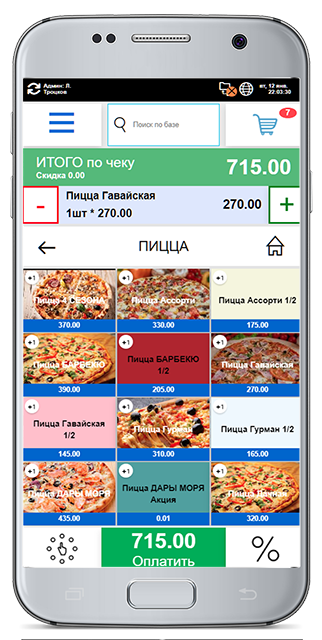 Админ: Л.
Троцков
вт, 12 янв.
22:03:30
Поиск по базе
7
ИТОГО по чеку
Скидка 0.00
715.00
-
Пицца Гавайская
1шт * 270.00
270.00
+
ПИЦЦА
+1
Пицца 4 СЕЗОНА
370.00
+1
Пицца Ассорти
330.00
+1
Пицца Ассорти 1/2
175.00
+1
Пицца БАРБЕКЮ
390.00
+1
Пицца БАРБЕКЮ
1/2
205.00
+1
Пицца Гавайская
270.00
+1
Пицца Гавайская
1/2
145.00
+1
Пицца Гурман
310.00
+1
Пицца Гурман 1/2
165.00
+1
Пицца ДАРЫ МОРЯ
435.00
+1
Пицца ДАРЫ МОРЯ
Акция
0.01
+1
Пицца Дачная
320.00
715.00
Оплатить
%